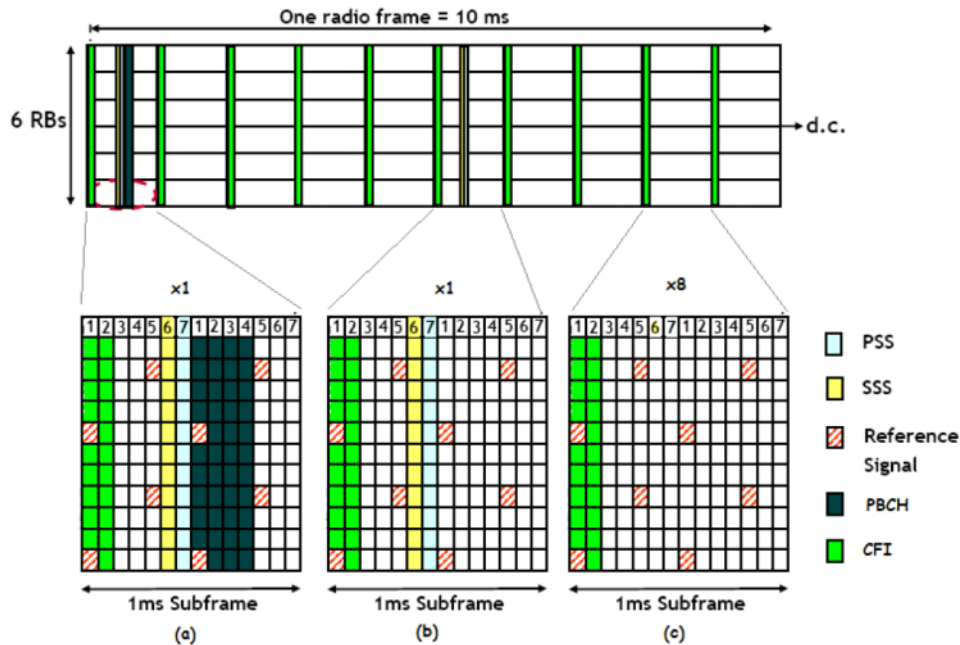 One radio frame = 10 ms
6 RBs
d.c.
x1
x1
x8
1 2 3 4 5 6 7 1 2 3 4 5 6 7
1 2 3 4 5 6 7 1 2 3 4 5 6 7
1 2 3 4 5 6 7 1 2 3 4 5 6 7
PSS
SSS
Reference
Signal
PBCH
CFI
1ms Subframe
1ms Subframe
1ms Subframe
(a)
(b)
(c)